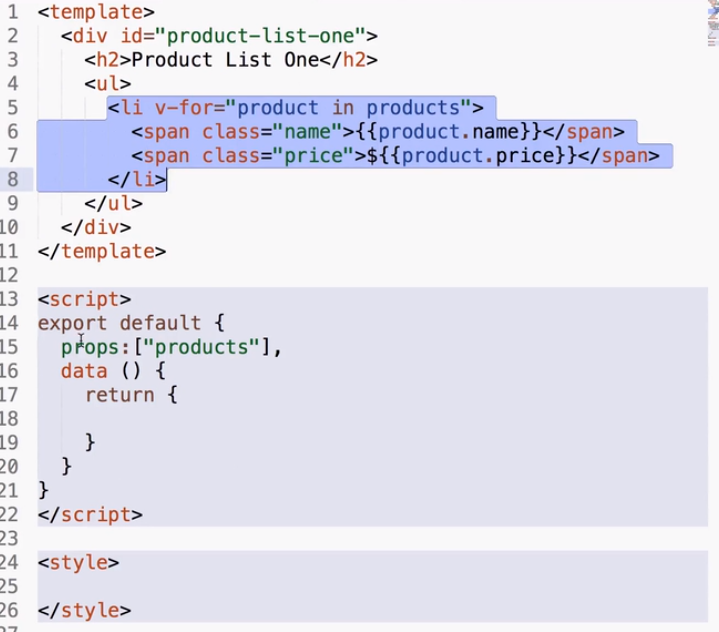 1 <template>
2 <div id="product-list-one">
3 <h2>Product List One</h2>
4 <ul>
5 <li v-for="product in products">
6 <span class="name">{{product.name}}</span>
7 <span class="price">${{product.price}}</span>
8 </li>
9 </ul>
10 </div>
11 </template>
12
13 <script>
14 export default {
15 props:["products"],
16 data () {
17 return {
18
19 }
20 }
21 }
22 </script>
23
24 <style>
25
26 </style>
27